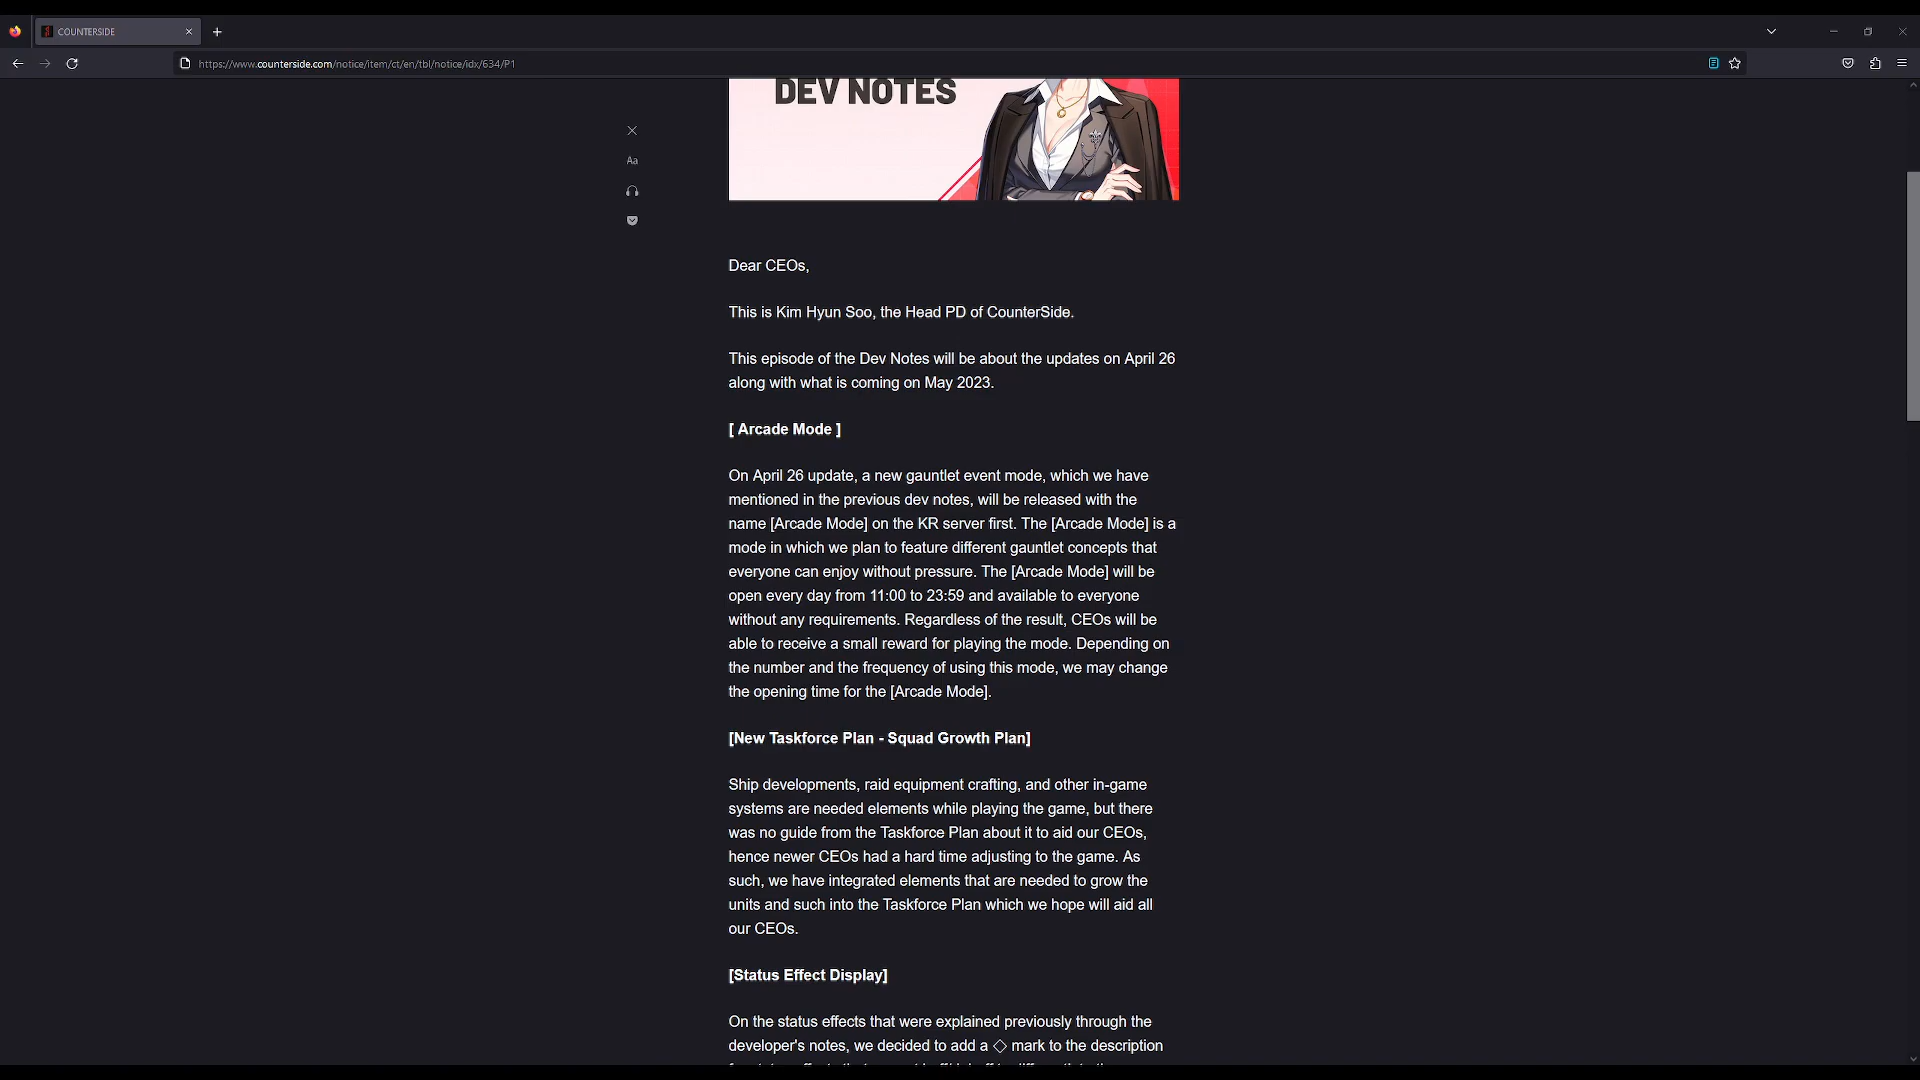 COUNTERSIDE
https://www.counterside.com/notice/item/ct/en/tbl/notice/idx/634/P1
DEV NOTES
Aa
Dear CEOs,
This is Kim Hyun Soo, the Head PD of CounterSide.
This episode of the Dev Notes will be about the updates on April 26
along with what is coming on May 2023.
[ Arcade Mode ]
On April 26 update, a new gauntlet event mode, which we have
mentioned in the previous dev notes, will be released with the
name [Arcade Mode] on the KR server first. The [Arcade Mode] is a
mode in which we plan to feature different gauntlet concepts that
everyone can enjoy without pressure. The [Arcade Mode] will be
open every day from 11:00 to 23:59 and available to everyone
without any requirements. Regardless of the result, CEOs will be
able to receive a small reward for playing the mode. Depending on
the number and the frequency of using this mode, we may change
the opening time for the [Arcade Mode].
[New Taskforce Plan - Squad Growth Plan]
Ship developments, raid equipment crafting, and other in-game
systems are needed elements while playing the game, but there
was no guide from the Taskforce Plan about it to aid our CEOs,
hence newer CEOs had a hard time adjusting to the game. As
such, we have integrated elements that are needed to grow the
units and such into the Taskforce Plan which we hope will aid all
our CEOs.
[Status Effect Display]
On the status effects that were explained previously through the
developer's notes, we decided to add a ◇ mark to the description